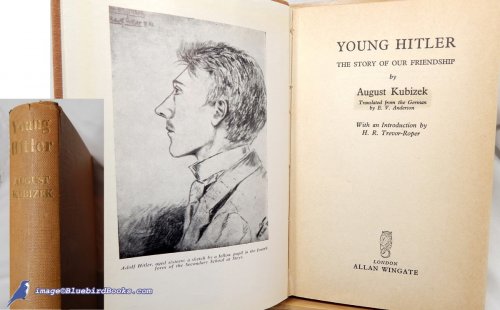 Young
Hitler
AUGUST
KUBIZEK
Adolf Hitler, aged sixteen: a sketch by a fellow pupil in the fourth
form of the Secondary School at Steyr.
YOUNG HITLER
THE STORY OF OUR FRIENDSHIP
by
August Kubizek
Translated from the German
by E. V. Anderson
With an Introduction by
H. R. Trevor-Roper
LONDON
ALLAN WINGATE
image©BluebirdBooks.com